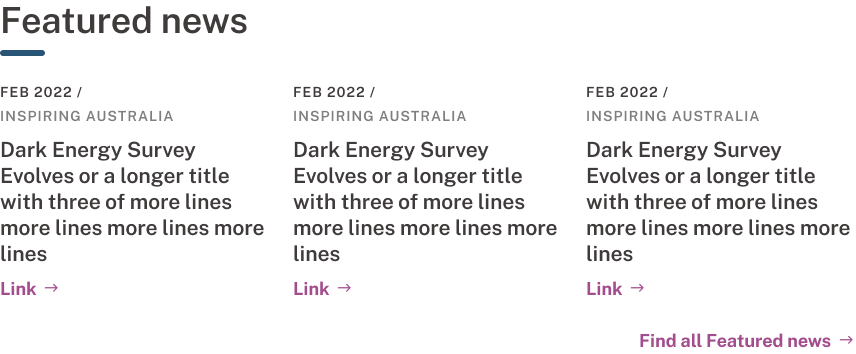 Featured news
FEB 2022 /
INSPIRING AUSTRALIA
Dark Energy Survey
Evolves or a longer title
with three of more lines
more lines more lines more
lines
Link →
FEB 2022 /
INSPIRING AUSTRALIA
Dark Energy Survey
Evolves or a longer title
with three of more lines
more lines more lines more
lines
Link →
FEB 2022 /
INSPIRING AUSTRALIA
Dark Energy Survey
Evolves or a longer title
with three of more lines
more lines more lines more
lines
Link →
Find all Featured news →